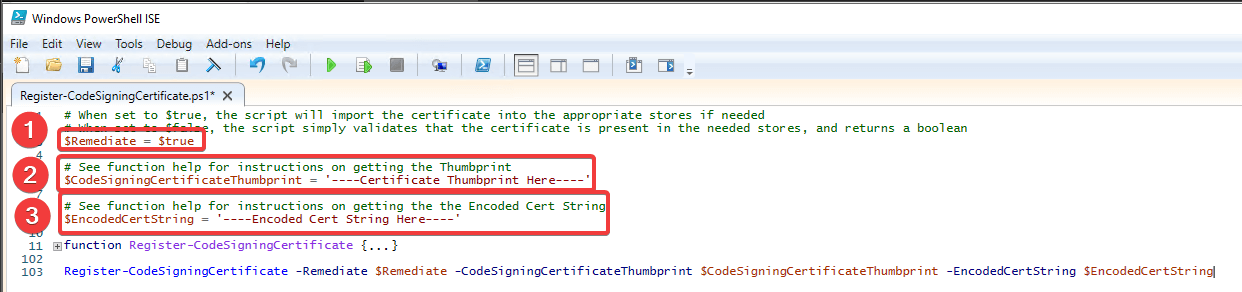 Windows PowerShell ISE
File Edit View Tools Debug Add-ons Help
Register-CodeSigningCertificate.ps1* X
# When set to $true, the script will import the certificate into the appropriate stores if needed
1
# When set to $false, the script simply validates that the certificate is present in the needed stores, and returns a boolean
$Remediate = $true
4
# See function help for instructions on getting the Thumbprint
2
$CodeSigningCertificateThumbprint = '----Certificate Thumbprint Here----'
# See function help for instructions on getting the the Encoded Cert String
3
$EncodedCertString = '----Encoded Cert String Here----'
10
11 function Register-CodeSigningCertificate {...}
102
103 Register-CodeSigningCertificate -Remediate $Remediate -CodeSigningCertificateThumbprint $CodeSigningCertificateThumbprint -EncodedCertString $EncodedCertString